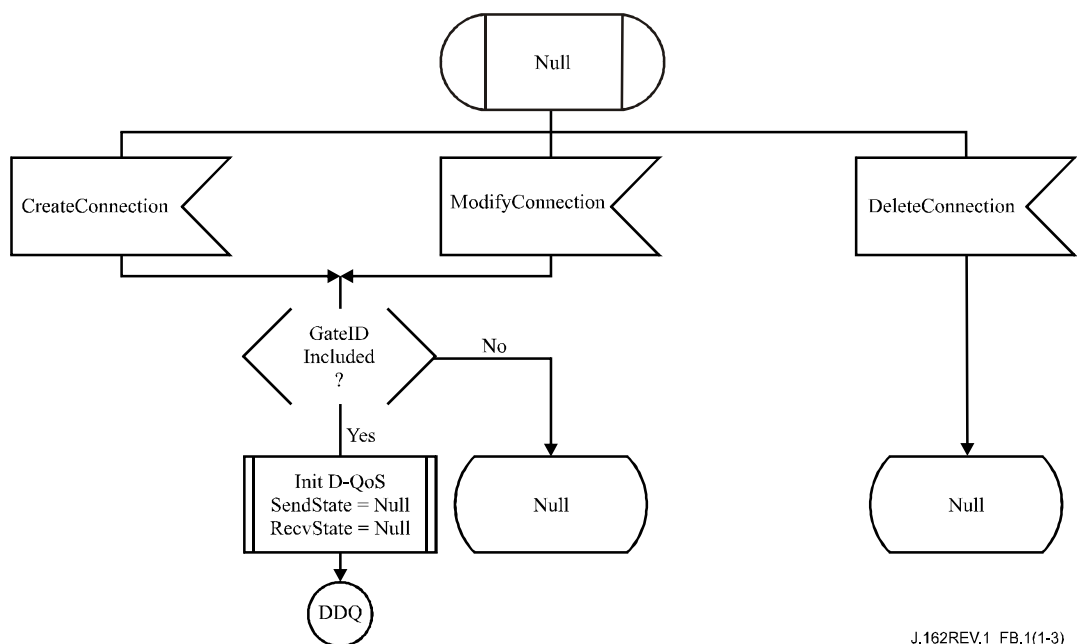 Null
CreateConnection
ModifyConnection
DeleteConnection
GateID
Included
?
No
Yes
Init D-QoS
SendState = Null
RecvState = Null
Null
Null
DDQ
J.162REV.1_FB.1(1-3)